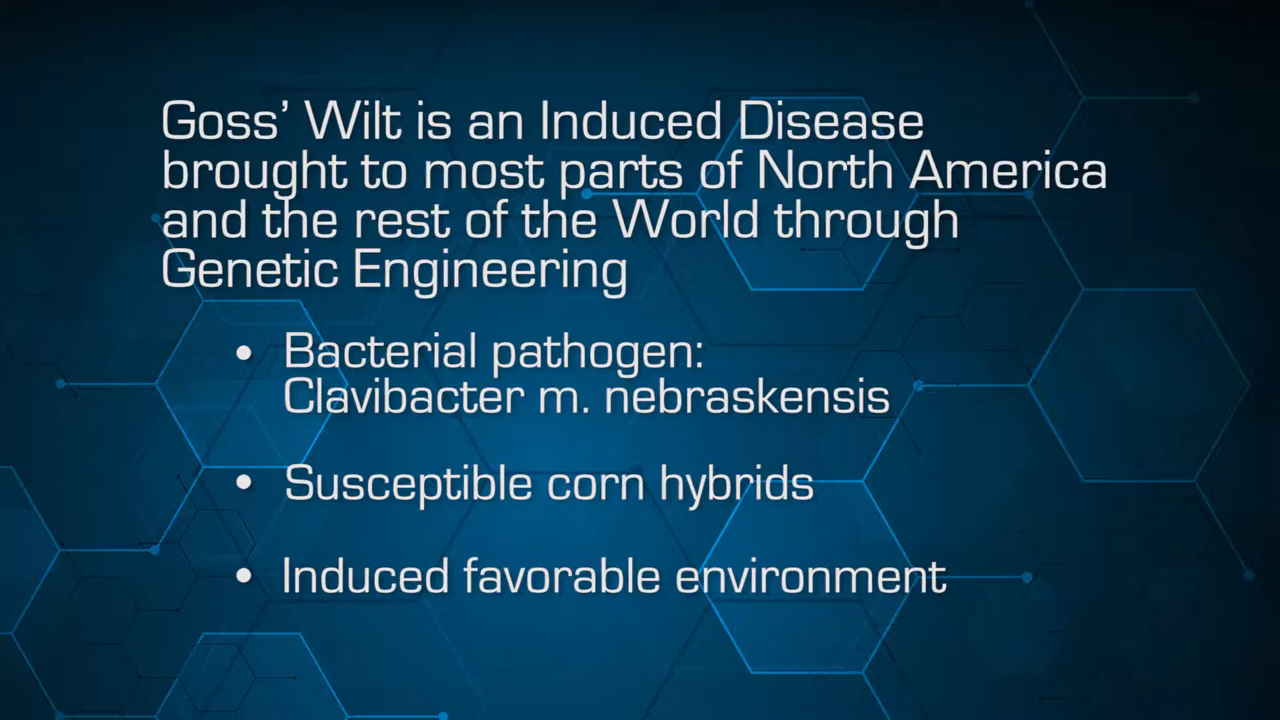 Goss’ Wilt is an Induced Disease
brought to most parts of North America
and the rest of the World through
Genetic Engineering
• Bacterial pathogen:
Clavibacter m. nebraskensis
• Susceptible corn hybrids
• Induced favorable environment